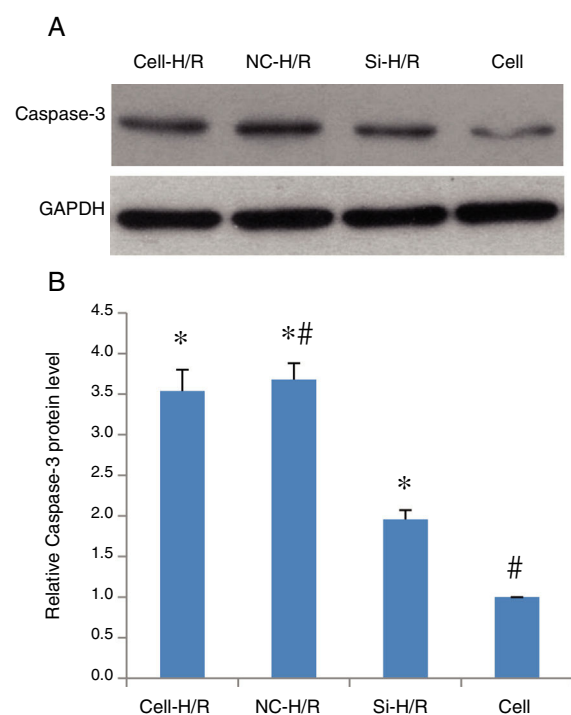 A
Cell-H/R NC-H/R Si-H/R Cell
Caspase-3
GAPDH
B
Relative Caspase-3 protein level
4.5
4.0
3.5
3.0
2.5
2.0
1.5
1.0
0.5
0.0
*
*#
*
#
Cell-H/R NC-H/R Si-H/R Cell